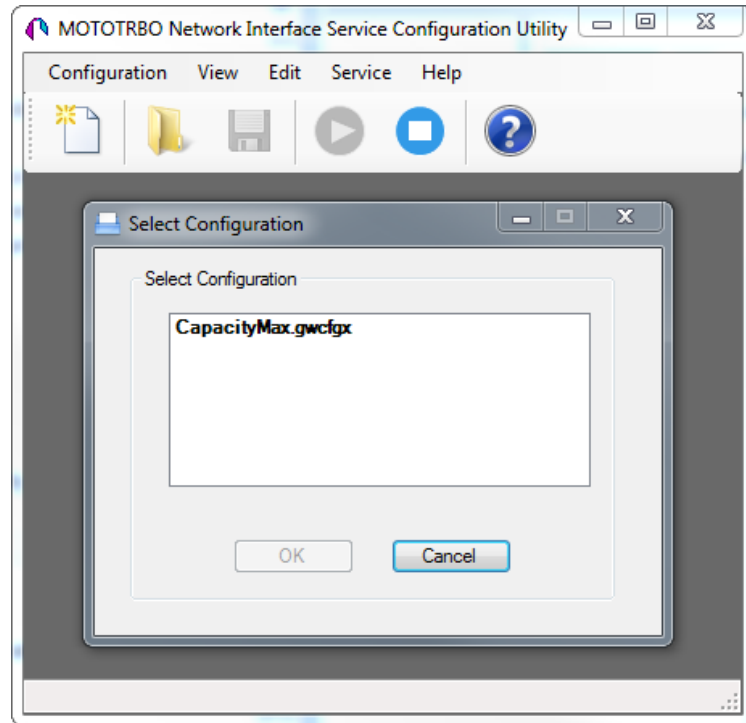 MOTOTRBO Network Interface Service Configuration Utility
Configuration View Edit Service Help
?
Select Configuration
Select Configuration
CapacityMax.gwcfgx
OK Cancel